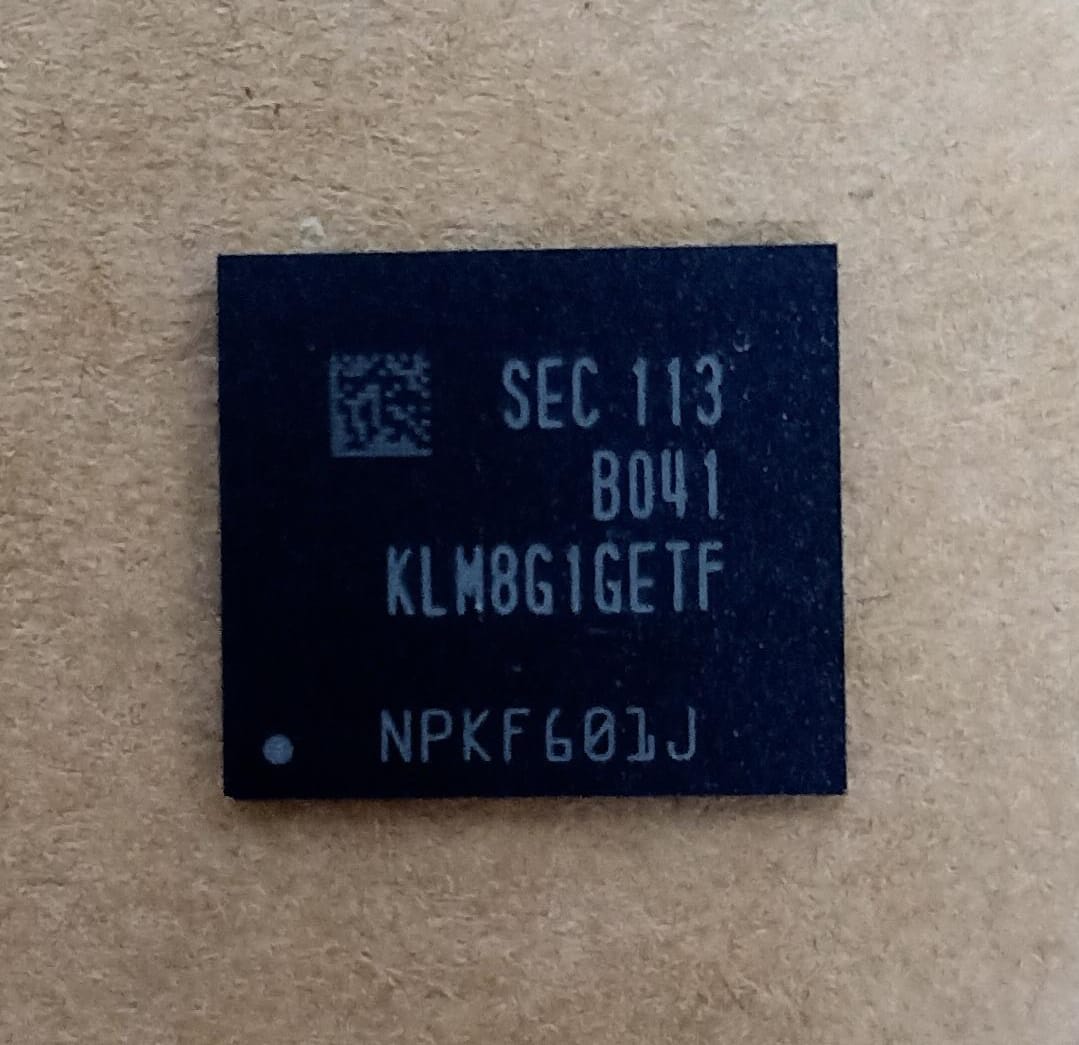 SEC 113
B041
KLM8G1GETF
NPKF601J